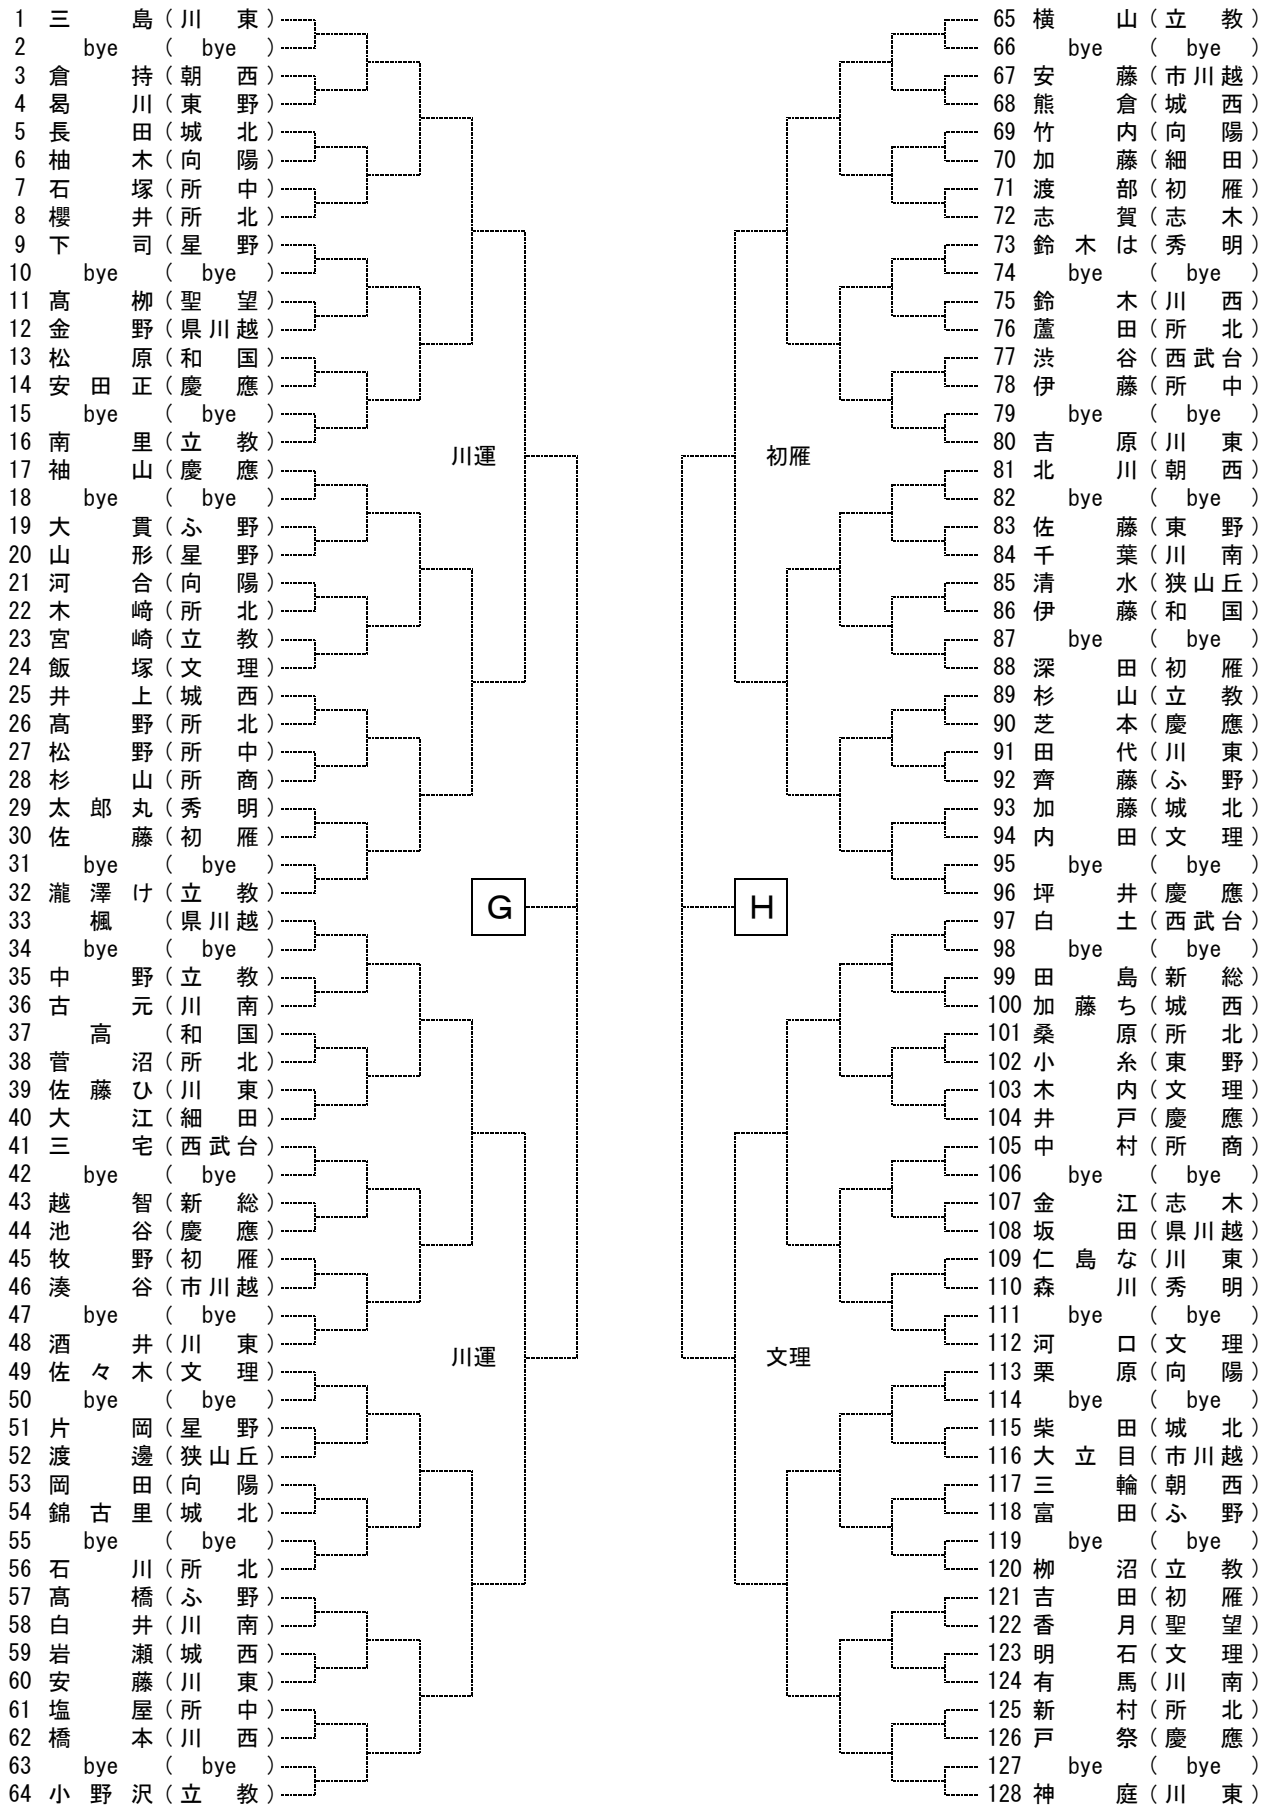 1 三島(川東)
2 bye(bye)
3 倉持(朝西)
4 曷川(東野)
5 長田(城北)
6 柚木(向陽)
7 石塚(所中)
8 櫻井(所北)
9 下司(星野)
10 bye(bye)
11 髙栁(聖望)
12 金野(県川越)
13 松原(和国)
14 安田正(慶應)
15 bye(bye)
16 南里(立教)
17 袖山(慶應)
18 bye(bye)
19 大貫(ふ野)
20 山形(星野)
21 河合(向陽)
22 木﨑(所北)
23 宮崎(立教)
24 飯塚(文理)
25 井上(城西)
26 髙野(所北)
27 松野(所中)
28 杉山(所商)
29 太郎丸(秀明)
30 佐藤(初雁)
31 bye(bye)
32 瀧澤け(立教)
33 楓(県川越)
34 bye(bye)
35 中野(立教)
36 古元(川南)
37 高(和国)
38 菅沼(所北)
39 佐藤ひ(川東)
40 大江(細田)
41 三宅(西武台)
42 bye(bye)
43 越智(新総)
44 池谷(慶應)
45 牧野(初雁)
46 湊谷(市川越)
47 bye(bye)
48 酒井(川東)
49 佐々木(文理)
50 bye(bye)
51 片岡(星野)
52 渡邊(狭山丘)
53 岡田(向陽)
54 錦古里(城北)
55 bye(bye)
56 石川(所北)
57 髙橋(ふ野)
58 白井(川南)
59 岩瀬(城西)
60 安藤(川東)
61 塩屋(所中)
62 橋本(川西)
63 bye(bye)
64 小野沢(立教)
川運
G
川運
初雁
H
文理
65 横山(立教)
66 bye(bye)
67 安藤(市川越)
68 熊倉(城西)
69 竹内(向陽)
70 加藤(細田)
71 渡部(初雁)
72 志賀(志木)
73 鈴木は(秀明)
74 bye(bye)
75 鈴木(川西)
76 蘆田(所北)
77 渋谷(西武台)
78 伊藤(所中)
79 bye(bye)
80 吉原(川東)
81 北川(朝西)
82 bye(bye)
83 佐藤(東野)
84 千葉(川南)
85 清水(狭山丘)
86 伊藤(和国)
87 bye(bye)
88 深田(初雁)
89 杉山(立教)
90 芝本(慶應)
91 田代(川東)
92 齊藤(ふ野)
93 加藤(城北)
94 内田(文理)
95 bye(bye)
96 坪井(慶應)
97 白土(西武台)
98 bye(bye)
99 田島(新総)
100 加藤ち(城西)
101 桑原(所北)
102 小糸(東野)
103 木内(文理)
104 井戸(慶應)
105 中村(所商)
106 bye(bye)
107 金江(志木)
108 坂田(県川越)
109 仁島な(川東)
110 森川(秀明)
111 bye(bye)
112 河口(文理)
113 栗原(向陽)
114 bye(bye)
115 柴田(城北)
116 大立目(市川越)
117 三輪(朝西)
118 富田(ふ野)
119 bye(bye)
120 栁沼(立教)
121 吉田(初雁)
122 香月(聖望)
123 明石(文理)
124 有馬(川南)
125 新村(所北)
126 戸祭(慶應)
127 bye(bye)
128 神庭(川東)